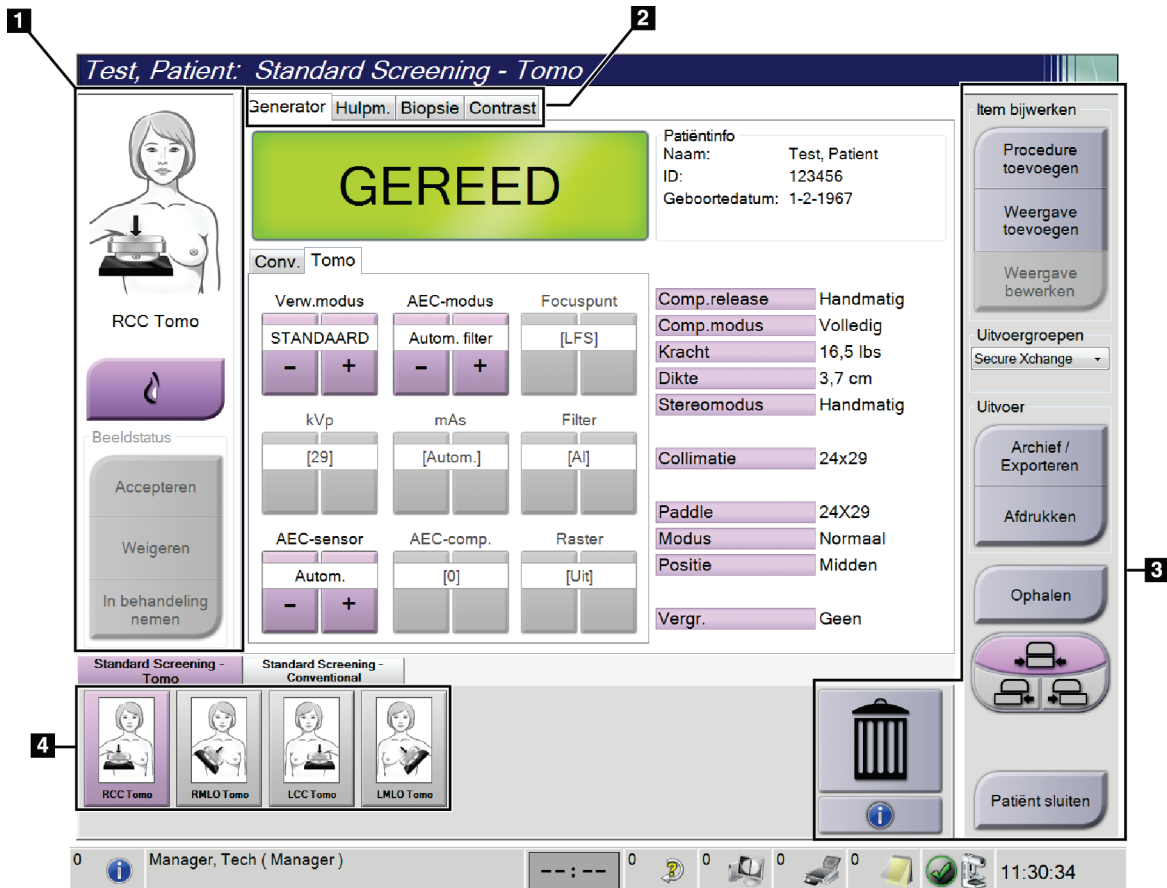 1
2
Test, Patient: Standard Screening - Tomo
Generator Hulpm. Biopsie Contrast
GEREED
Patiëntinfo
Naam: Test, Patient
ID: 123456
Geboortedatum: 1-2-1967
RCC Tomo
Beeldstatus
Accepteren
Weigeren
In behandeling
nemen
Conv. Tomo
Verw.modus AEC-modus Focuspunt
STANDAARD Autom. filter [LFS]
- + - +
kVp mAs Filter
[29] [Autom.] [Al]
AEC-sensor AEC-comp. Raster
Autom. [0] [Uit]
- +
Comp.release Handmatig
Comp.modus Volledig
Kracht 16,5 lbs
Dikte 3,7 cm
Stereomodus Handmatig
Collimatie 24x29
Paddle 24X29
Modus Normaal
Positie Midden
Vergr. Geen
Item bijwerken
Procedure
toevoegen
Weergave
toevoegen
Weergave
bewerken
Uitvoergroepen
Secure Xchange
Uitvoer
Archief /
Exporteren
Afdrukken
3
Ophalen
Patiënt sluiten
Standard Screening -
Tomo
Standard Screening -
Conventional
4
RCC Tomo RMLO Tomo LCC Tomo LMLO Tomo
0 Manager, Tech ( Manager ) --:-- 0 0 0 0 11:30:34